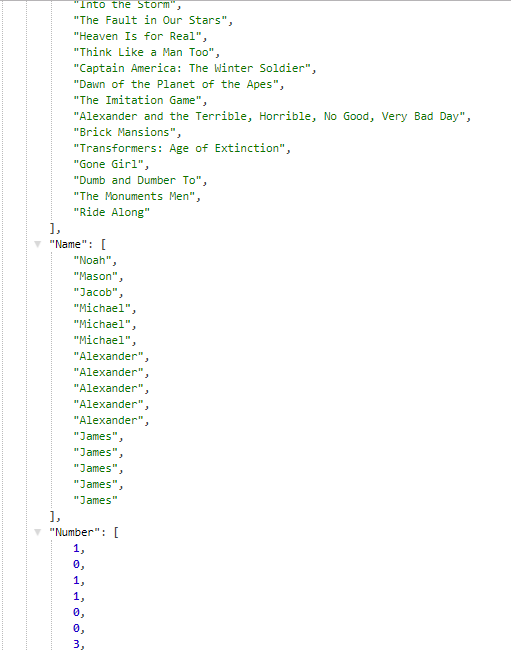 "Into the Storm",
"The Fault in Our Stars",
"Heaven Is for Real",
"Think Like a Man Too",
"Captain America: The Winter Soldier",
"Dawn of the Planet of the Apes",
"The Imitation Game",
"Alexander and the Terrible, Horrible, No Good, Very Bad Day",
"Brick Mansions",
"Transformers: Age of Extinction",
"Gone Girl",
"Dumb and Dumber To",
"The Monuments Men",
"Ride Along"
],
"Name": [
"Noah",
"Mason",
"Jacob",
"Michael",
"Michael",
"Michael",
"Alexander",
"Alexander",
"Alexander",
"Alexander",
"Alexander",
"James",
"James",
"James",
"James",
"James"
],
"Number": [
1,
0,
1,
1,
0,
0,
3,